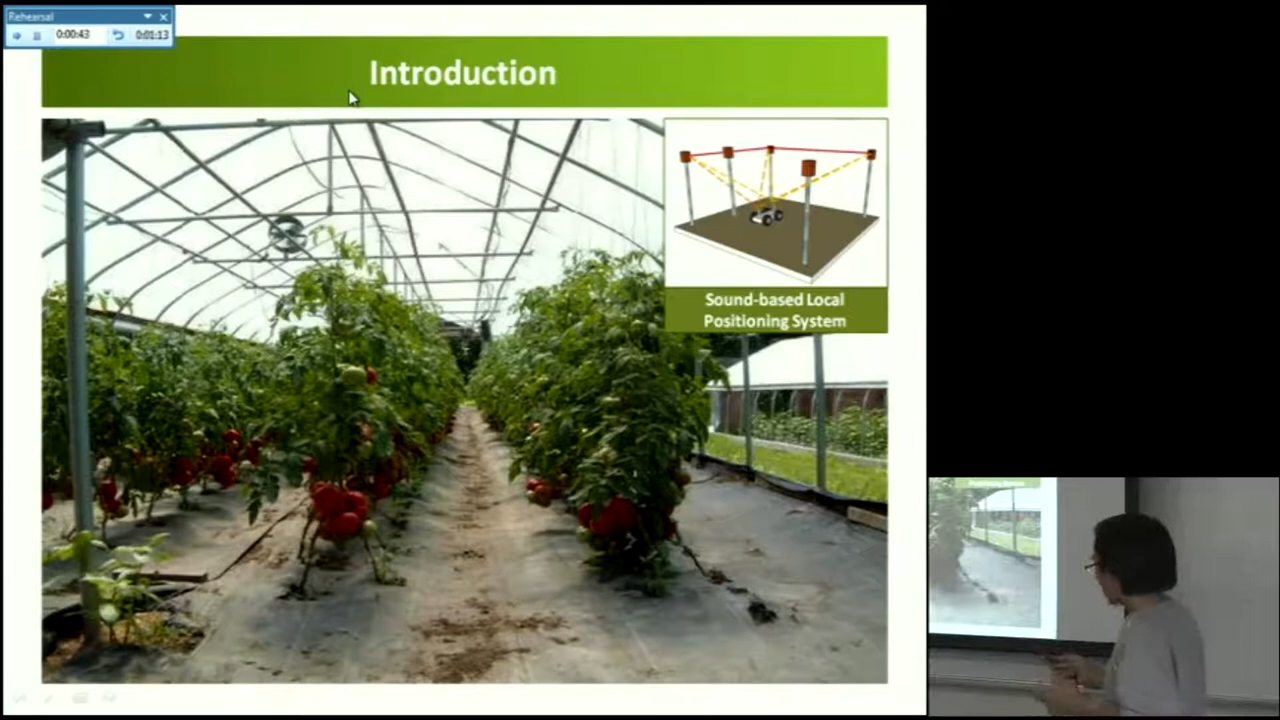 Rehearsal
0:00:43
0:01:13
Introduction
Sound-based Local
Positioning System